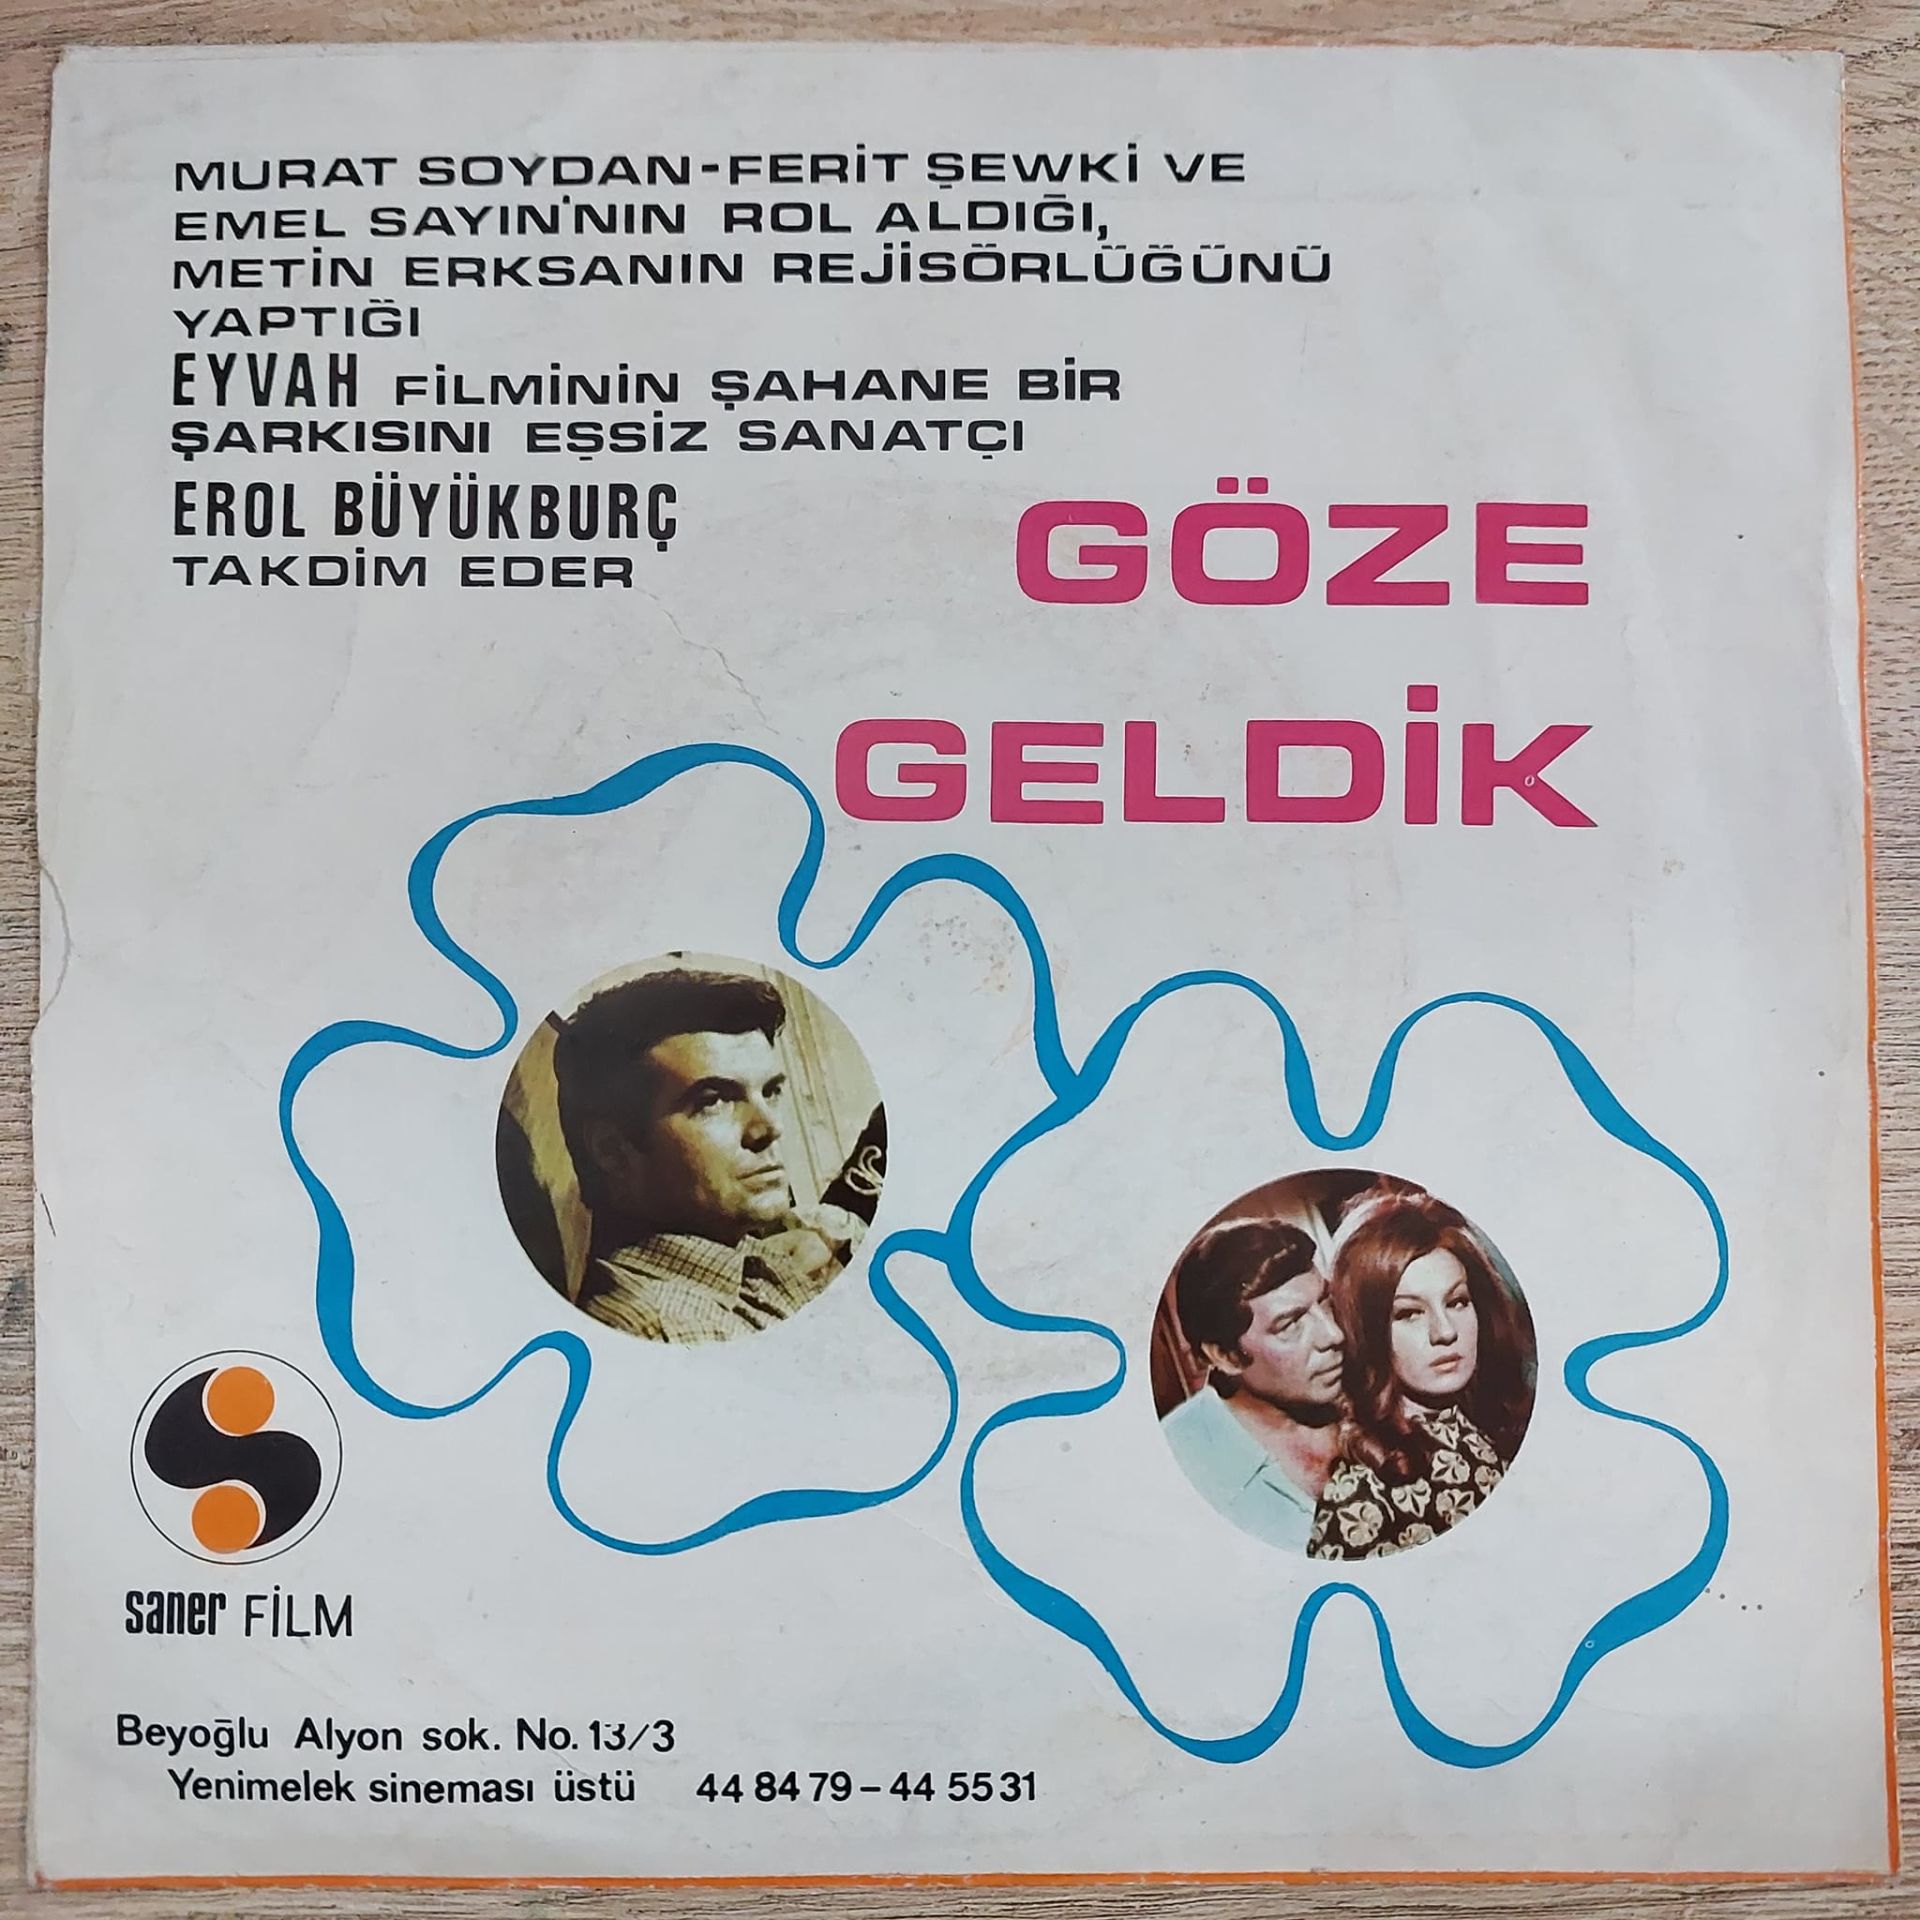 MURAT SOYDAN-FERİT ŞEWKİ VE
EMEL SAYIN'NIN ROL ALDIĞI,
METİN ERKSANIN REJİSÖRLÜĞÜNÜ
YAPTIĞI
EYVAH FİLMİNİN ŞAHANE BİR
ŞARKISINI EŞSİZ SANATÇI
EROL BÜYÜKBURÇ
TAKDİM EDER
GÖZE
GELDİK
saner FİLM
Beyoğlu Alyon sok. No. 13/3
Yenimelek sineması üstü 44 84 79 – 44 55 31